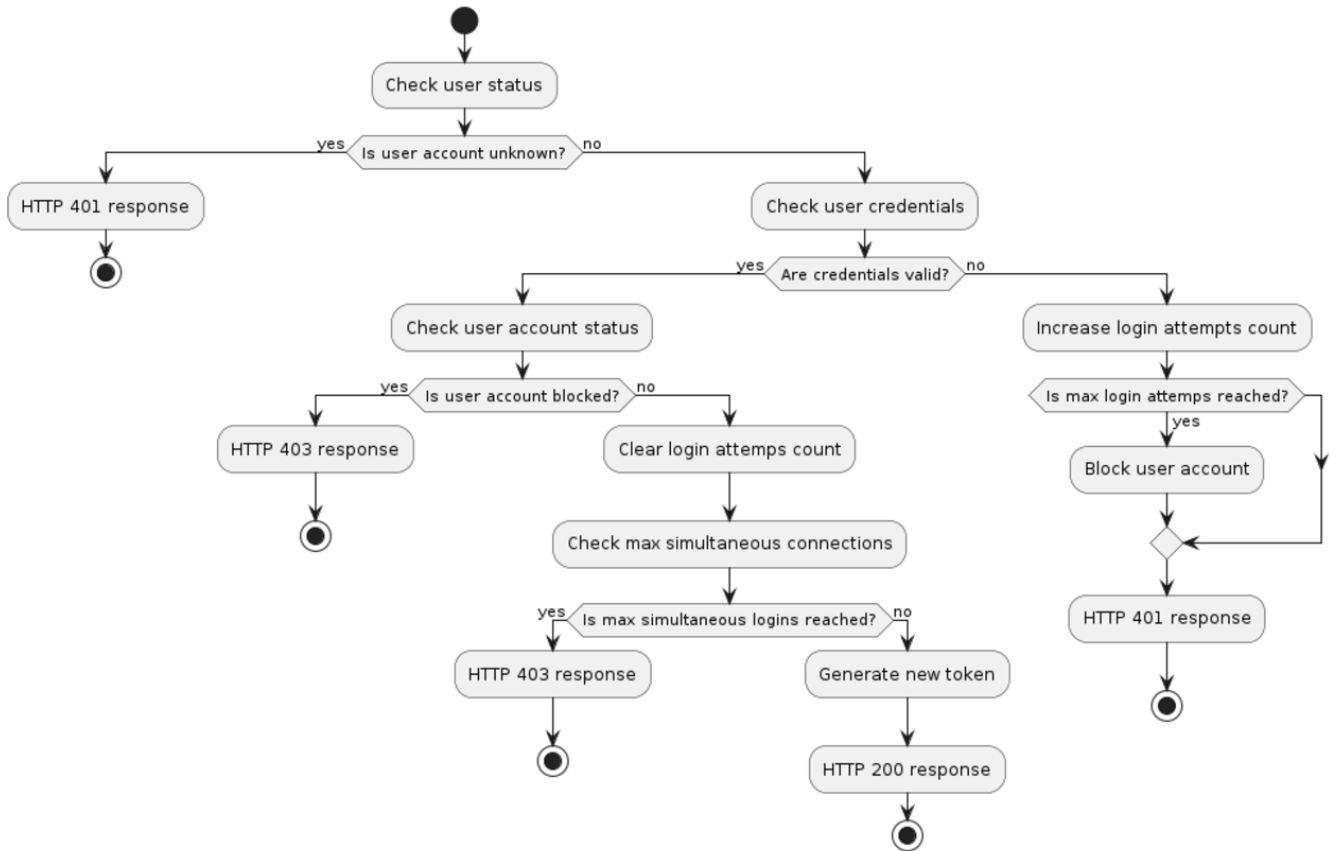 Check user status
yes
Is user account unknown?
no
HTTP 401 response
Check user credentials
yes
Are credentials valid?
no
Check user account status
Increase login attempts count
yes
Is user account blocked?
no
Is max login attemps reached?
yes
HTTP 403 response
Clear login attemps count
Block user account
Check max simultaneous connections
yes
Is max simultaneous logins reached?
no
HTTP 401 response
HTTP 403 response
Generate new token
HTTP 200 response